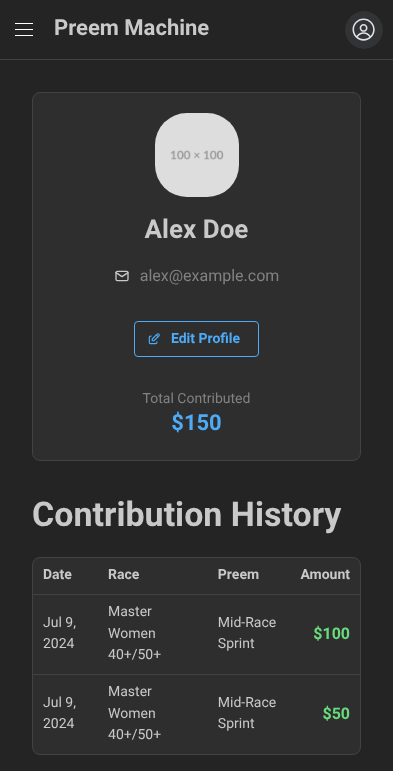 Preem Machine
100 × 100
Alex Doe
alex@example.com
Edit Profile
Total Contributed
$150
Contribution History
Date Race Preem Amount
Jul 9, 2024 Master Women 40+/50+ Mid-Race Sprint $100
Jul 9, 2024 Master Women 40+/50+ Mid-Race Sprint $50